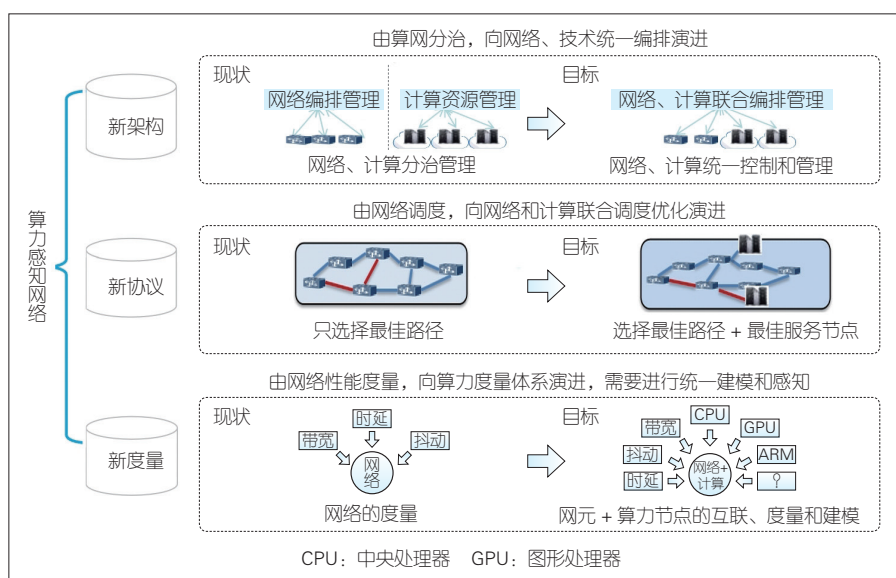 由算网分治，向网络、技术统一编排演进
现状
目标
网络编排管理
计算资源管理
网络、计算联合编排管理
新架构
网络、计算分治管理
网络、计算统一控制和管理
算力感知网络
由网络调度，向网络和计算联合调度优化演进
现状
目标
新协议
只选择最佳路径
选择最佳路径 + 最佳服务节点
由网络性能度量，向算力度量体系演进，需要进行统一建模和感知
现状
目标
新度量
带宽
时延
抖动
网络
网络的度量
时延
抖动
带宽
CPU
GPU
ARM
?
网络+
计算
网元 + 算力节点的互联、度量和建模
CPU：中央处理器 GPU：图形处理器